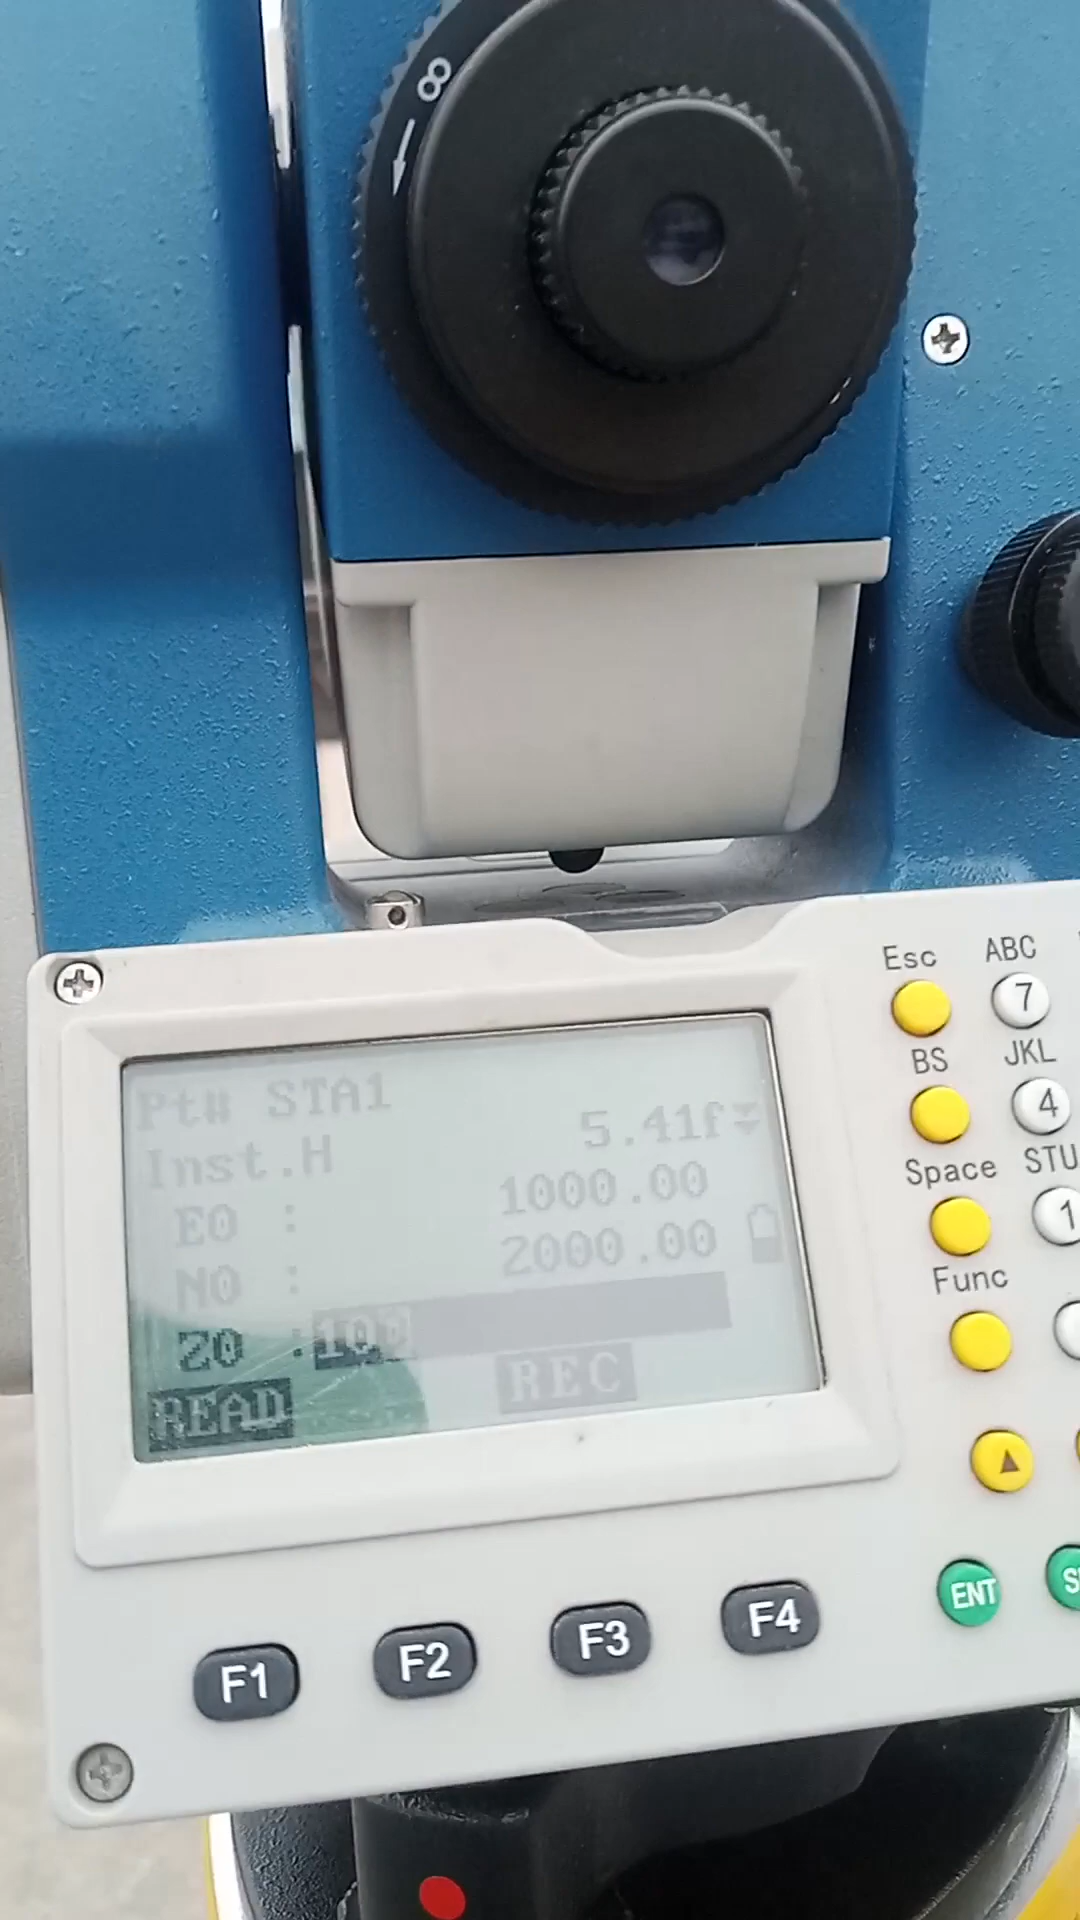 ∞
Pt# STA1
Inst.H 5.41f
E0 : 1000.00
N0 : 2000.00
Z0 :100
READ REC
Esc ABC
7
BS JKL
4
Space STU
1
Func
ENT
F1 F2 F3 F4